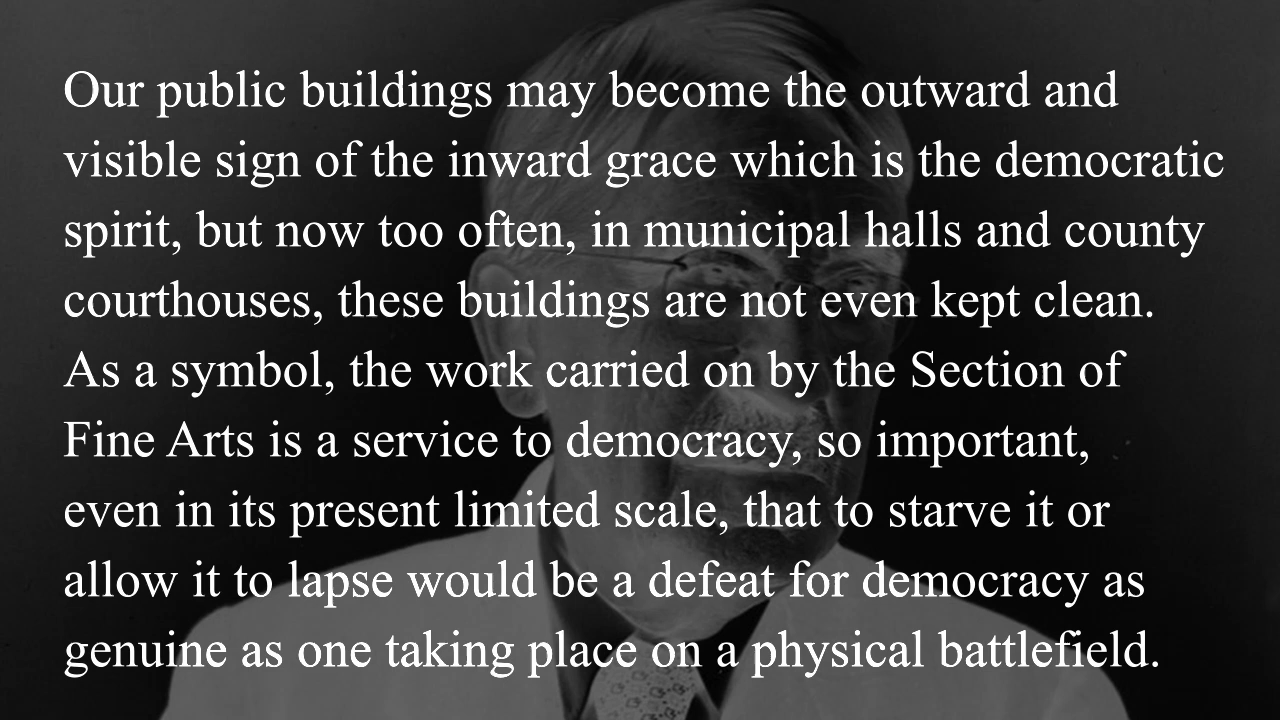 Our public buildings may become the outward and
visible sign of the inward grace which is the democratic
spirit, but now too often, in municipal halls and county
courthouses, these buildings are not even kept clean.
As a symbol, the work carried on by the Section of
Fine Arts is a service to democracy, so important,
even in its present limited scale, that to starve it or
allow it to lapse would be a defeat for democracy as
genuine as one taking place on a physical battlefield.